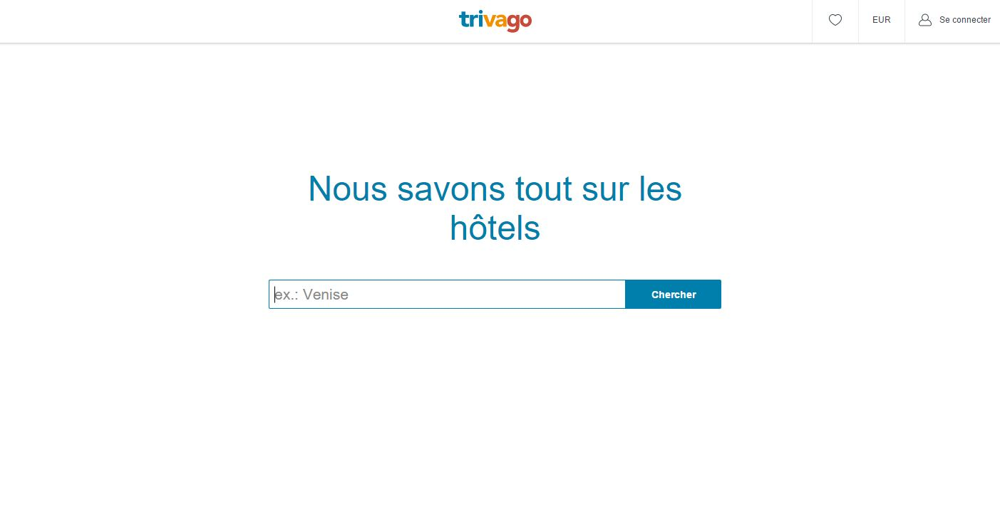 trivago
EUR
Se connecter
Nous savons tout sur les
hôtels
ex.: Venise
Chercher